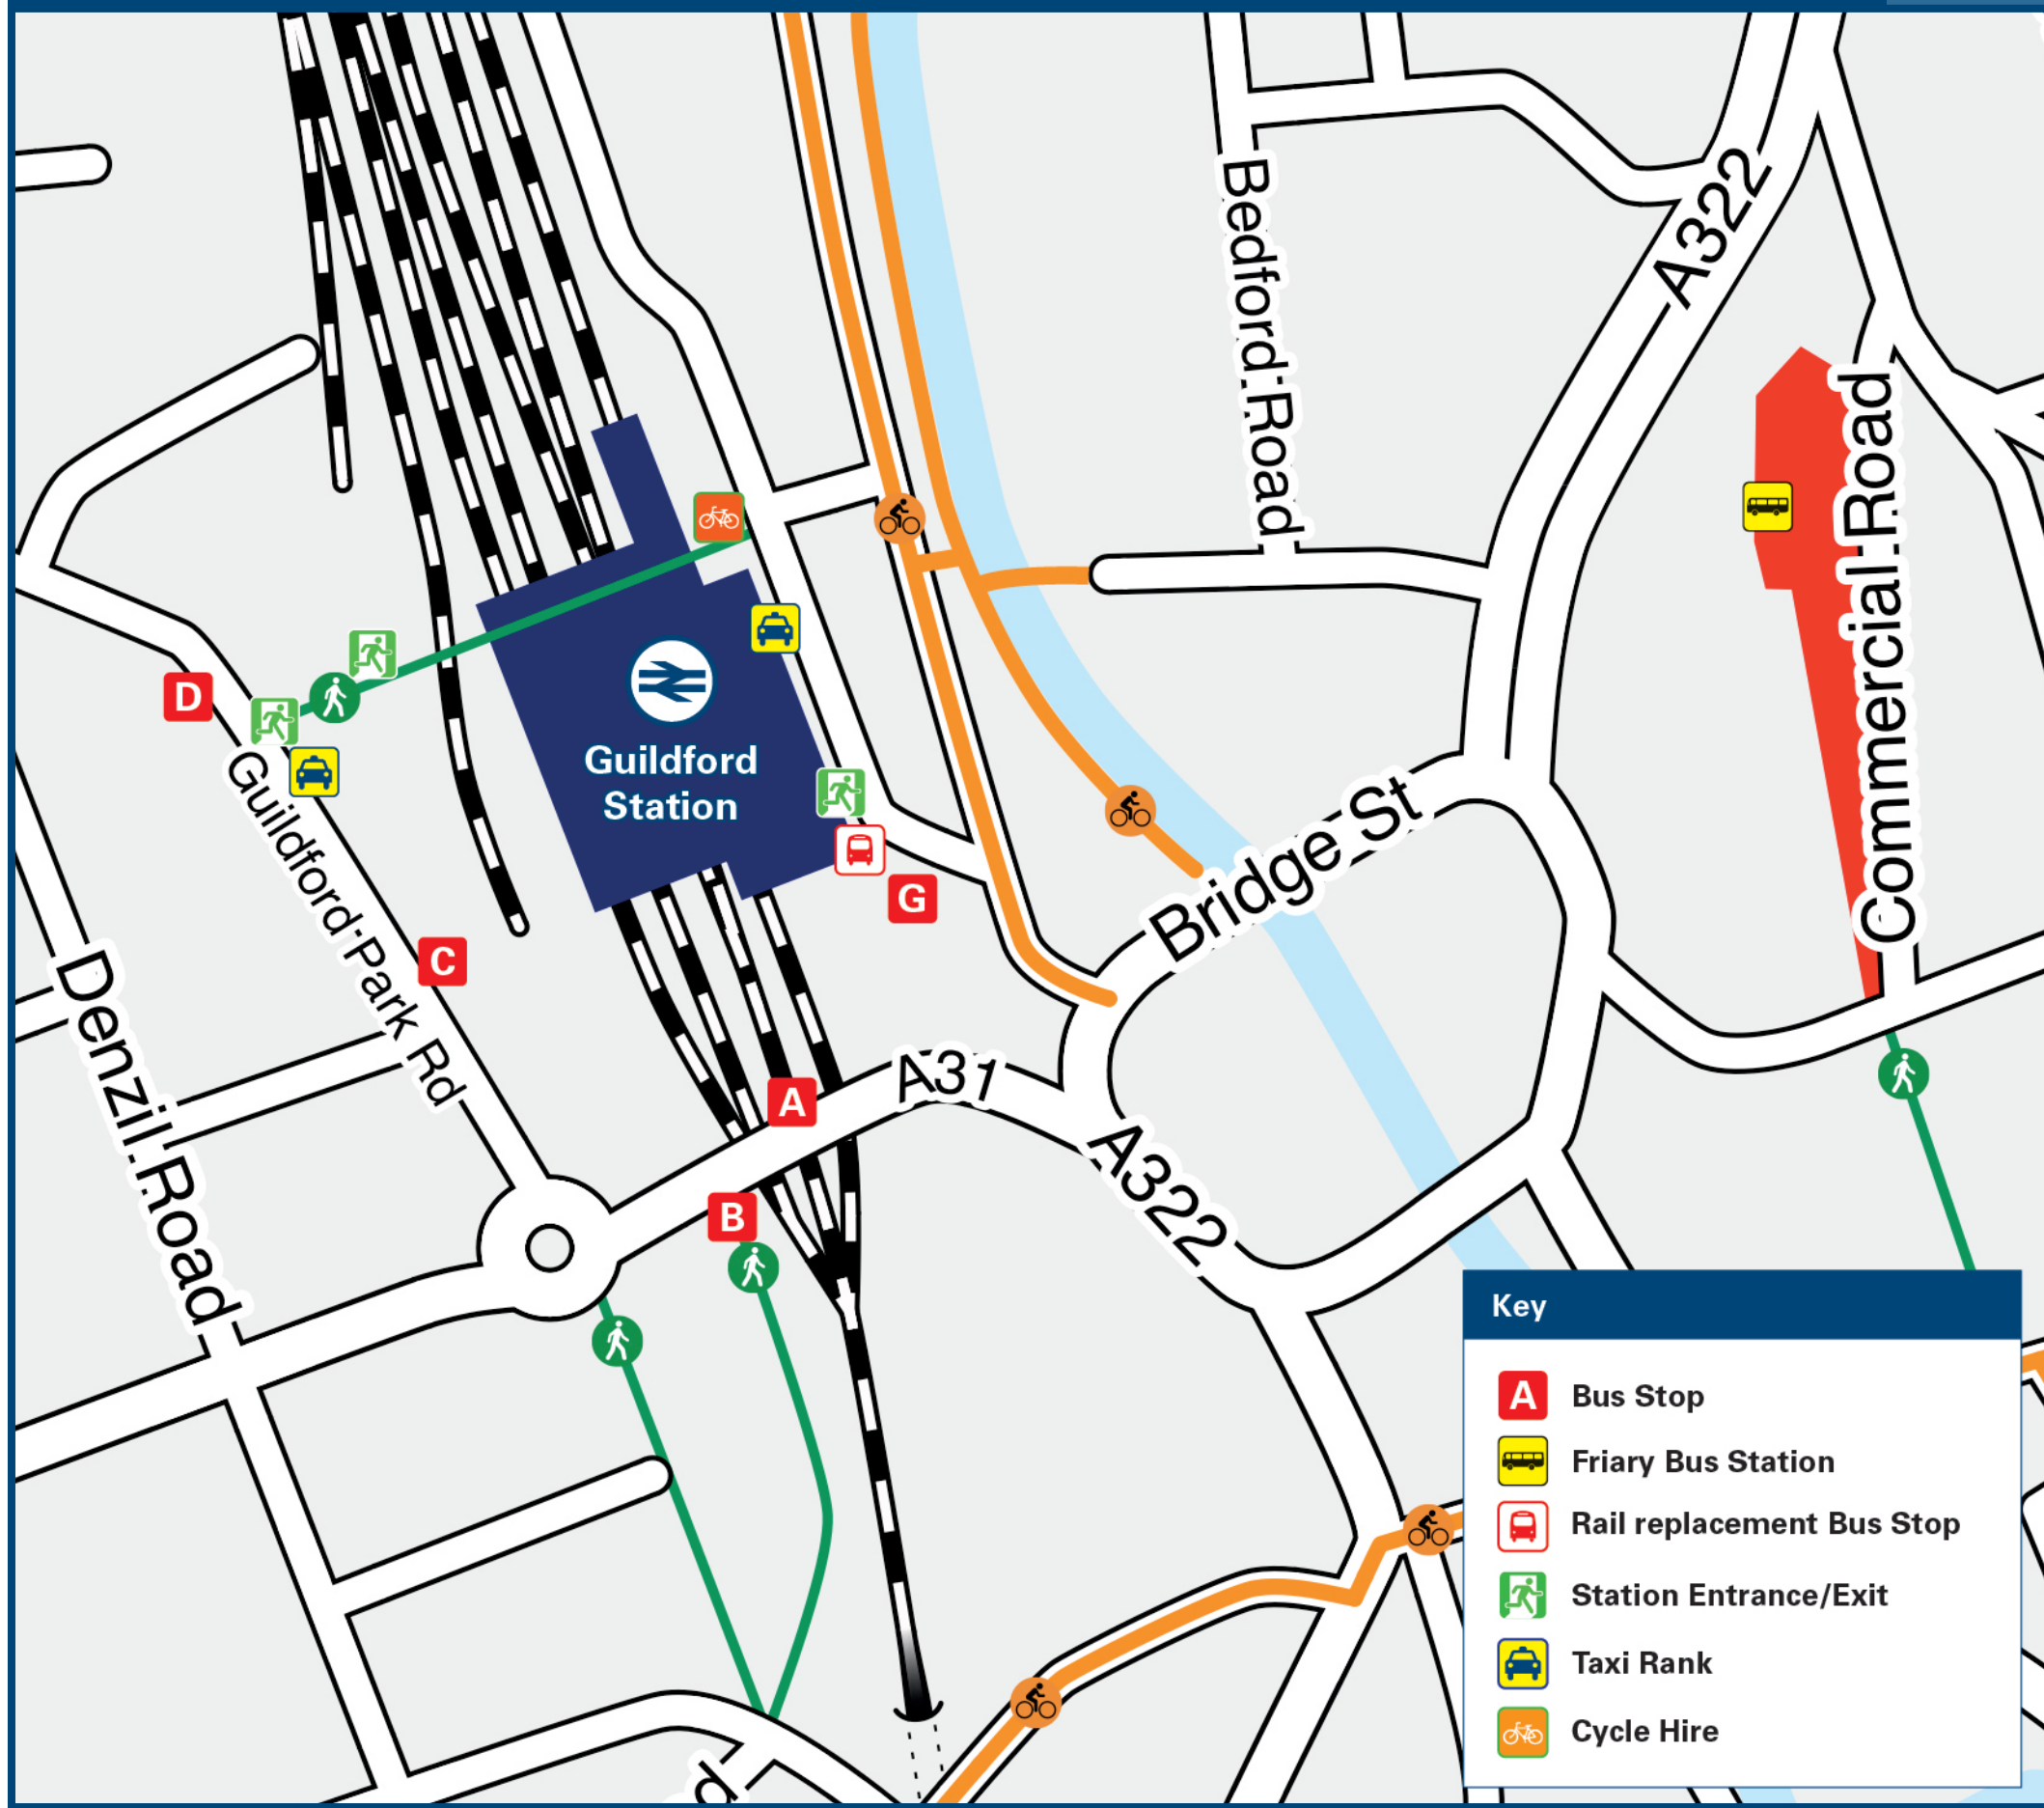 A322
Bedford Road
Commercial Road
D
Guildford
Station
Guildford Park Rd
G
Bridge St
C
Denzil Road
A31
A
A322
B
d
Key
A Bus Stop
Friary Bus Station
Rail replacement Bus Stop
Station Entrance/Exit
Taxi Rank
Cycle Hire